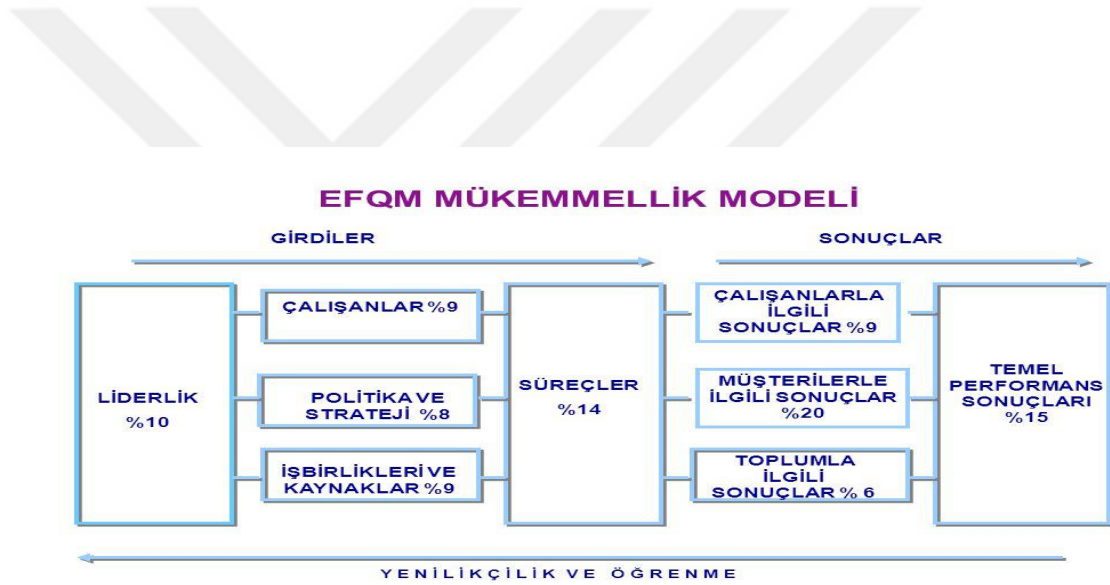 EFQM MÜKEMMELLİK MODELİ
GİRDİLER
SONUÇLAR
LİDERLİK
%10
ÇALIŞANLAR %9
POLİTİKA VE
STRATEJİ %8
İŞBİRLİKLERİ VE
KAYNAKLAR %9
SÜREÇLER
%14
ÇALIŞANLARLA
İLGİLİ
SONUÇLAR %9
MÜŞTERİLERLE
İLGİLİ SONUÇLAR
%20
TOPLUMLA
İLGİLİ
SONUÇLAR % 6
TEMEL
PERFORMANS
SONUÇLARI
%15
YENİLİKÇİLİK VE ÖĞRENME